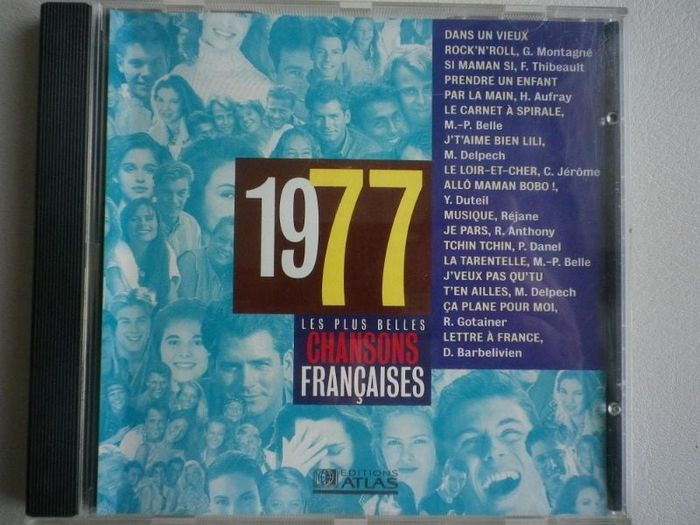 DANS UN VIEUX
ROCK'N'ROLL, G. Montagné
SI MAMAN SI, F. Thibeault
PRENDRE UN ENFANT
PAR LA MAIN, H. Aufray
LE CARNET À SPIRALE,
M.-P. Belle
J'T'AIME BIEN LILI,
M. Delpech
LE LOIR-ET-CHER, C. Jérôme
ALLÔ MAMAN BOBO !,
Y. Duteil
MUSIQUE, Réjane
JE PARS, R. Anthony
TCHIN TCHIN, P. Danel
LA TARENTELLE, M.-P. Belle
J'VEUX PAS QU'TU
T'EN AILLES, M. Delpech
ÇA PLANE POUR MOI,
R. Gotainer
LETTRE À FRANCE,
D. Barbelivien
1977
LES PLUS BELLES
CHANSONS
FRANÇAISES
EDITIONS
ATLAS